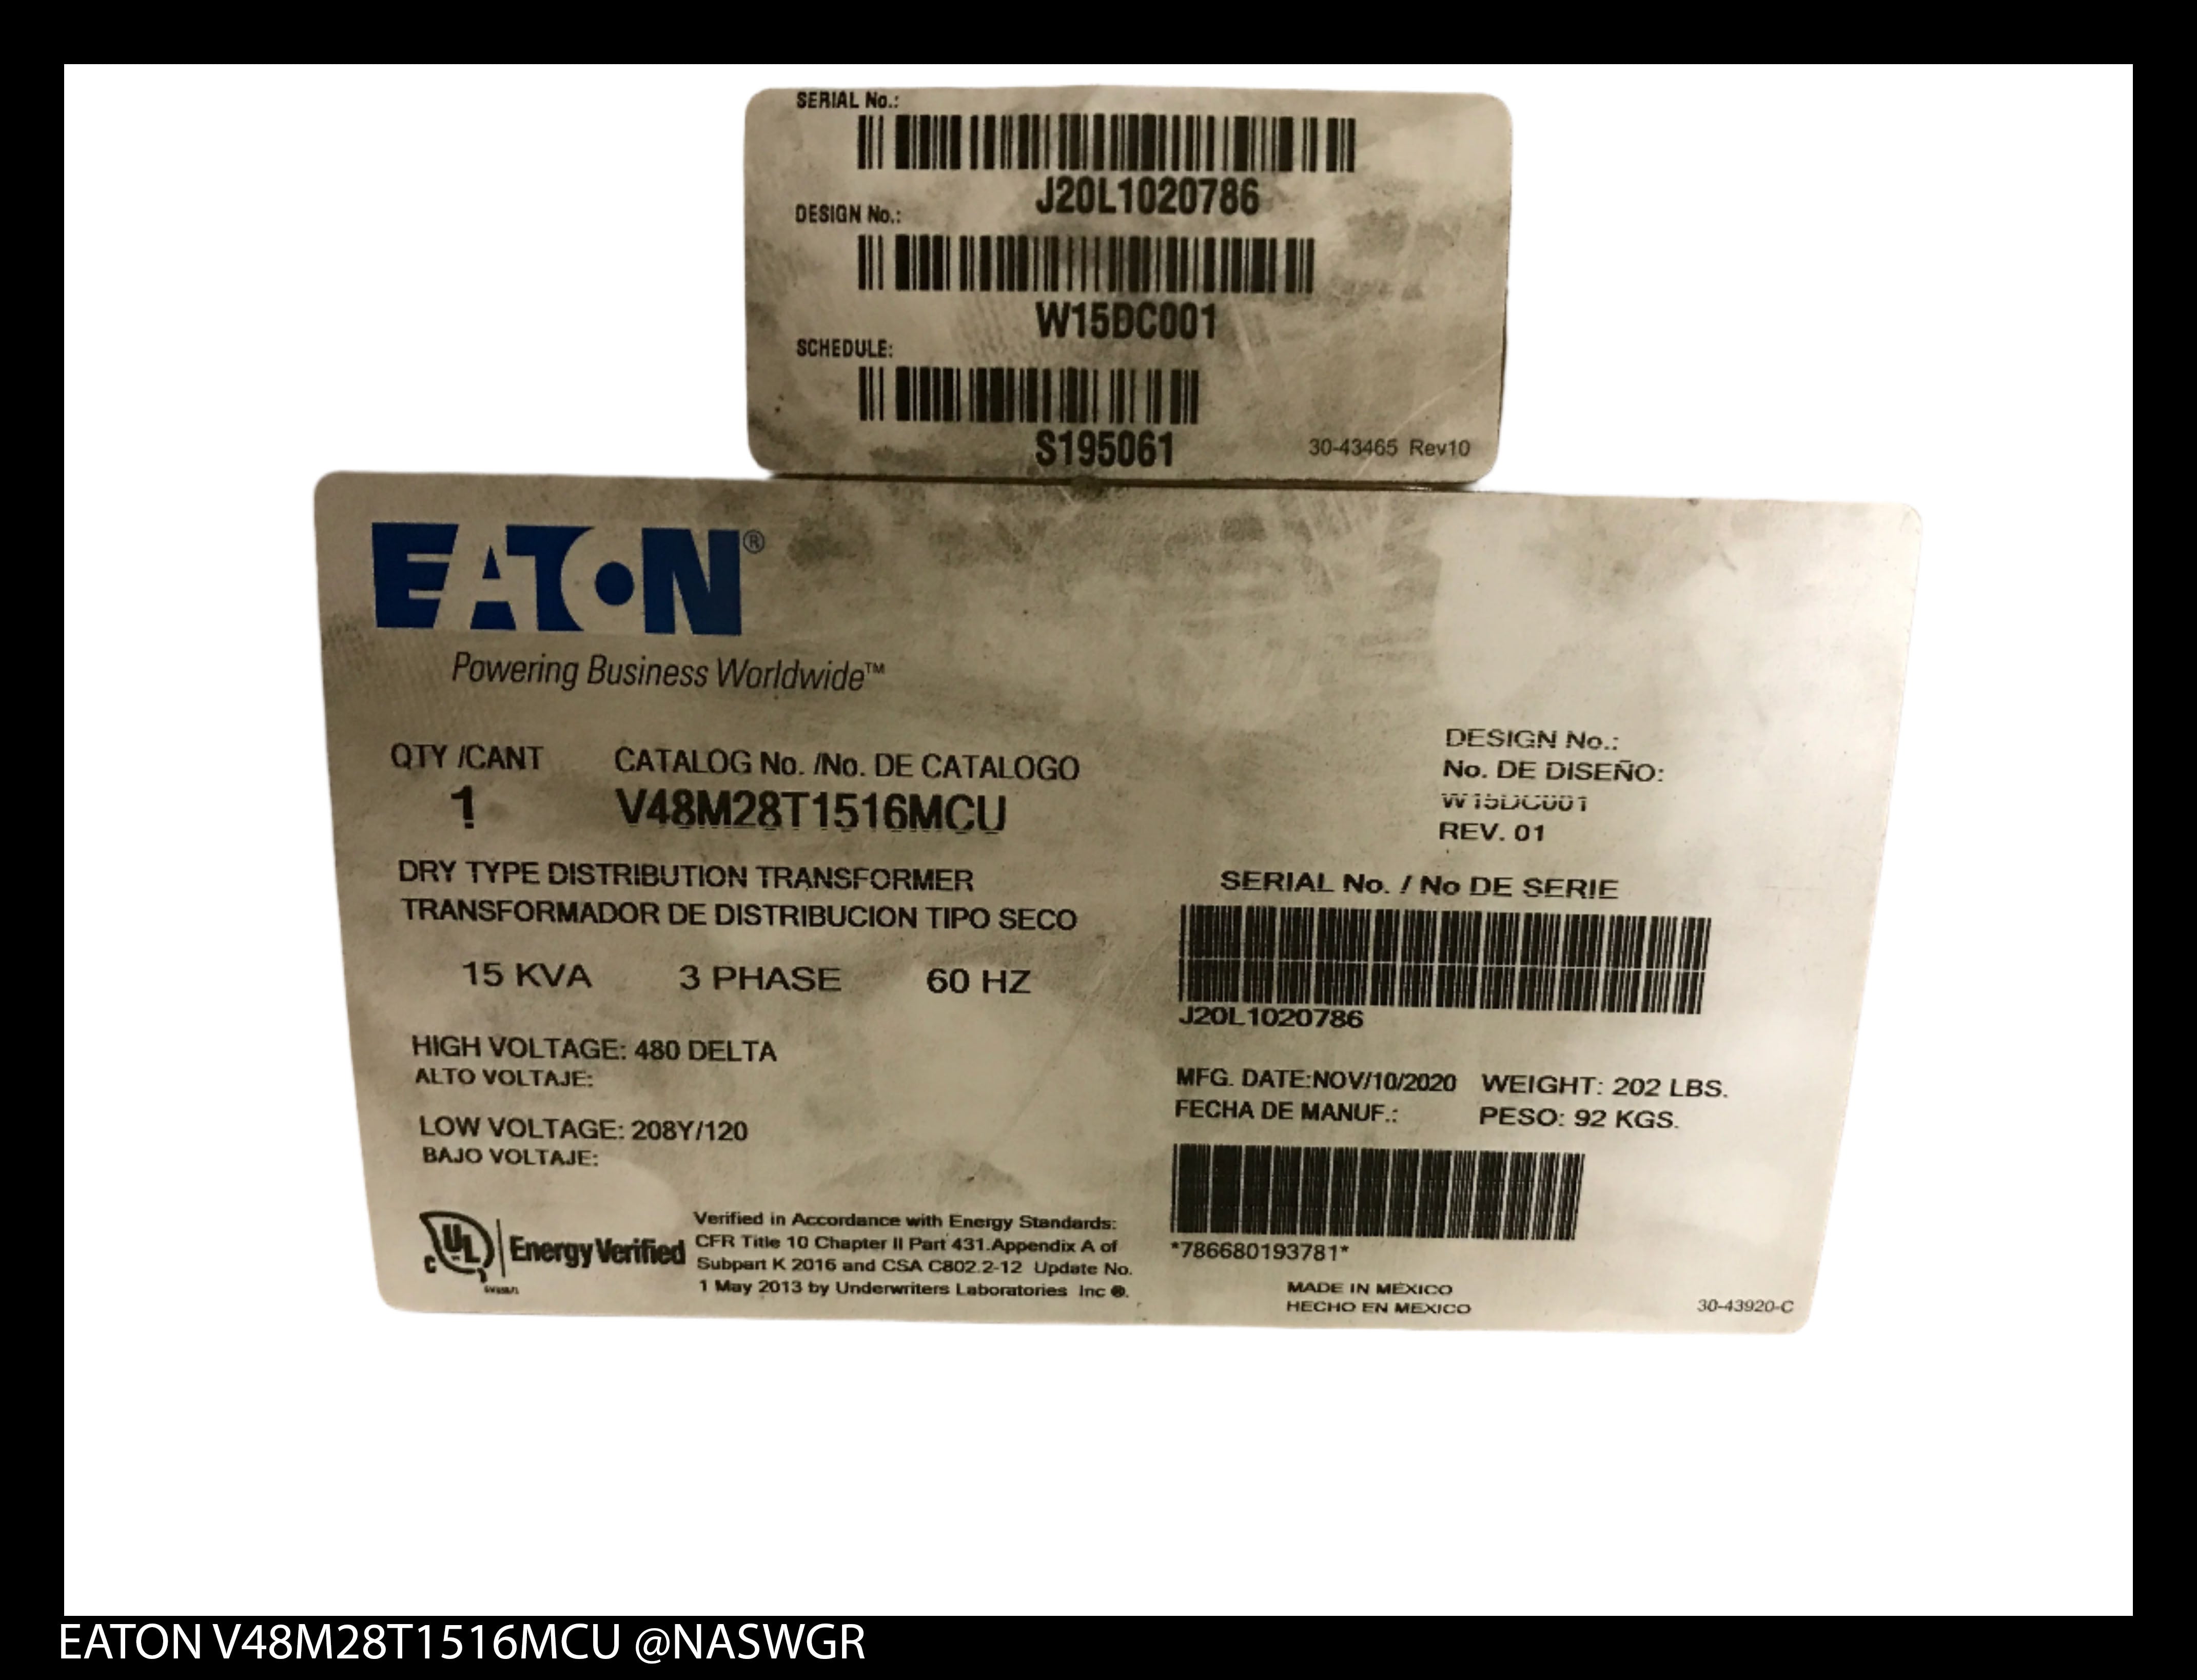 SERIAL No.:
J20L1020786
DESIGN No.:
W15DC001
SCHEDULE:
S195061
30-43465 Rev10
EATON®
Powering Business Worldwide™
QTY /CANT CATALOG No. /No. DE CATALOGO
1 V48M28T1516MCU
DESIGN No.:
No. DE DISEÑO:
W15DC001
REV. 01
DRY TYPE DISTRIBUTION TRANSFORMER
TRANSFORMADOR DE DISTRIBUCION TIPO SECO
15 KVA 3 PHASE 60 HZ
SERIAL No. / No DE SERIE
J20L1020786
HIGH VOLTAGE: 480 DELTA
ALTO VOLTAJE:
LOW VOLTAGE: 208Y/120
BAJO VOLTAJE:
MFG. DATE:NOV/10/2020 WEIGHT: 202 LBS.
FECHA DE MANUF.: PESO: 92 KGS.
*786680193781*
c UL Energy Verified
Verified in Accordance with Energy Standards:
CFR Title 10 Chapter II Part 431.Appendix A of
Subpart K 2016 and CSA C802.2-12 Update No.
1 May 2013 by Underwriters Laboratories Inc ®.
MADE IN MEXICO
HECHO EN MEXICO
30-43920-C
EATON V48M28T1516MCU @NASWGR